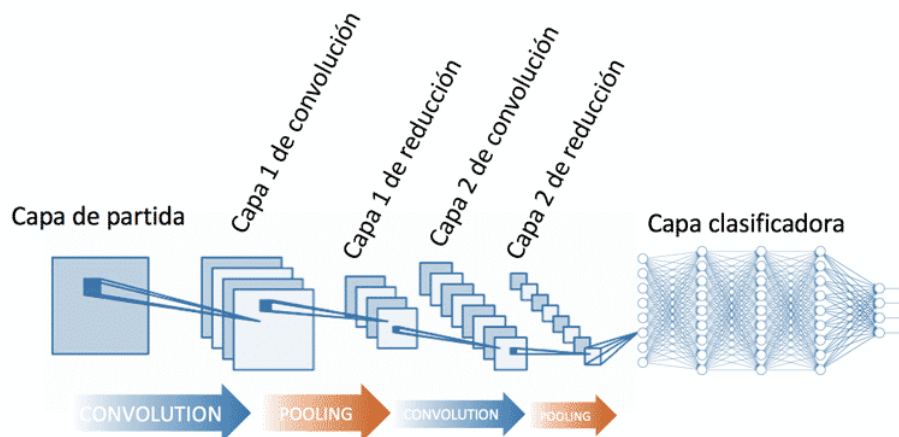 Capa de partida
Capa 1 de convolución
Capa 1 de reducción
Capa 2 de convolución
Capa 2 de reducción
Capa clasificadora
CONVOLUTION
POOLING
CONVOLUTION
POOLING